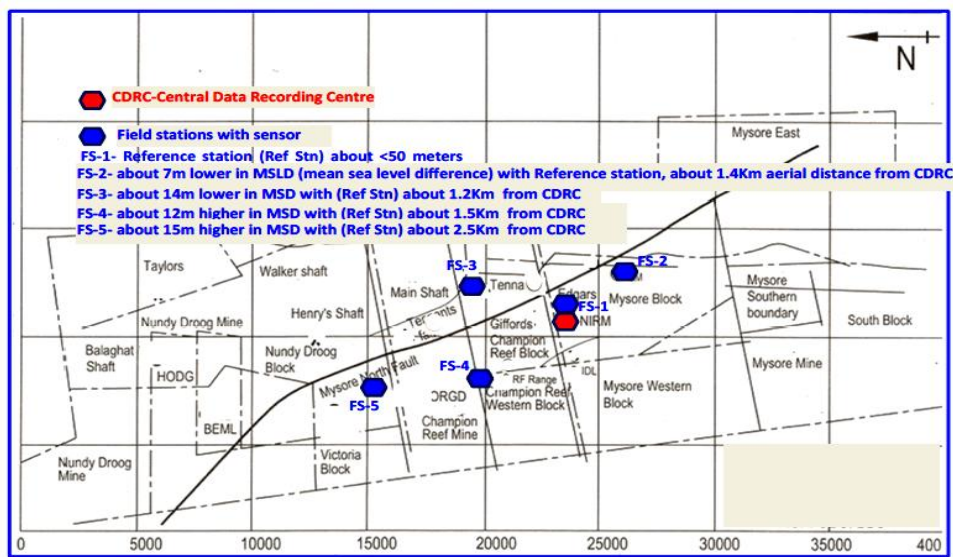 N
CDRC-Central Data Recording Centre
Field stations with sensor
FS-1- Reference station (Ref Stn) about <50 meters
FS-2- about 7m lower in MSLD (mean sea level difference) with Reference station, about 1.4Km aerial distance from CDRC
FS-3- about 14m lower in MSD with (Ref Stn) about 1.2Km from CDRC
FS-4- about 12m higher in MSD with (Ref Stn) about 1.5Km from CDRC
FS-5- about 15m higher in MSD with (Ref Stn) about 2.5Km from CDRC
Mysore East
Taylors
Walker shaft
FS-3
Tenna
FS-2
Main Shaft
Edgars
Mysore Block
Mysore
Southern
boundary
FS-1
NIRM
South Block
Henry's Shaft
Nundy Droog Mine
Giffords
Champion
Reef Block
Balaghat
Shaft
Nundy Droog
Block
Mysore North Fault
HODG
FS-4
RF Range
IDL
Mysore Mine
Mysore Western
Block
FS-5
Champion Reef
Western Block
Champion
Reef Mine
BEML
Victoria
Block
Nundy Droog
Mine
0
5000
10000
15000
20000
25000
30000
35000
400